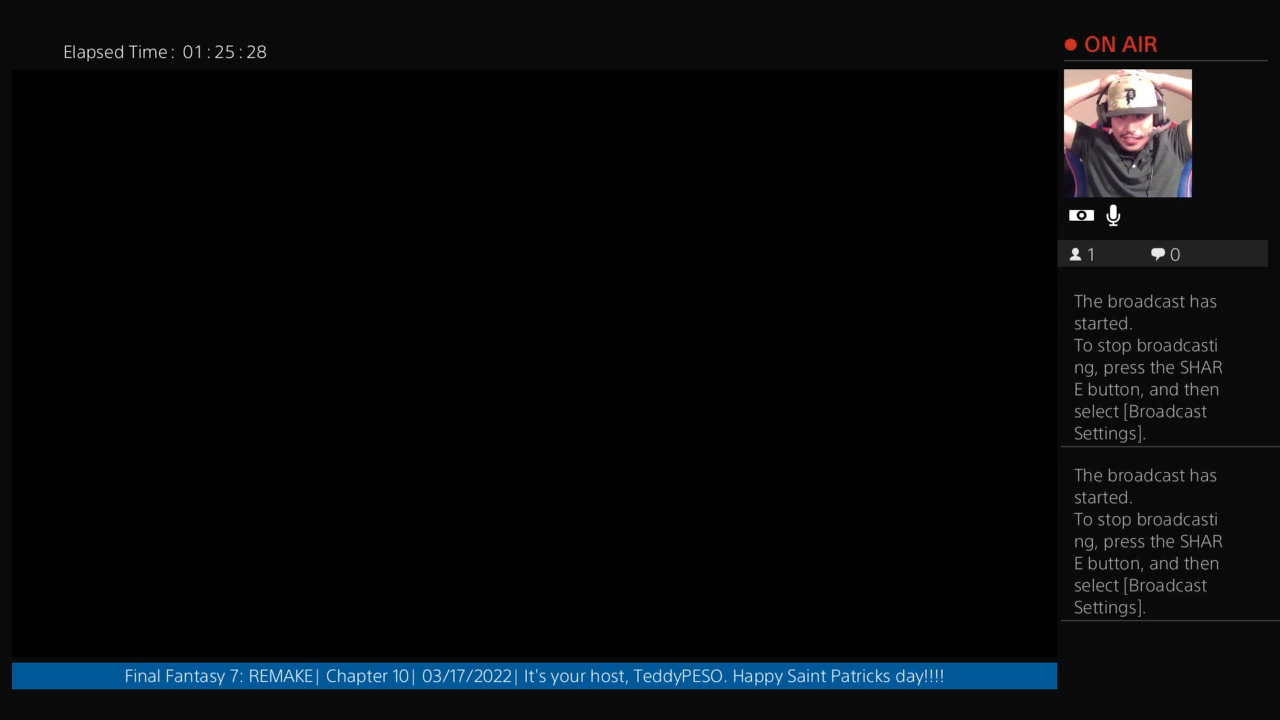 Elapsed Time: 01:25:28
ON AIR
1 0
The broadcast has
started.
To stop broadcasti
ng, press the SHAR
E button, and then
select [Broadcast
Settings].
The broadcast has
started.
To stop broadcasti
ng, press the SHAR
E button, and then
select [Broadcast
Settings].
Final Fantasy 7: REMAKE| Chapter 10| 03/17/2022| It's your host, TeddyPESO. Happy Saint Patricks day!!!!